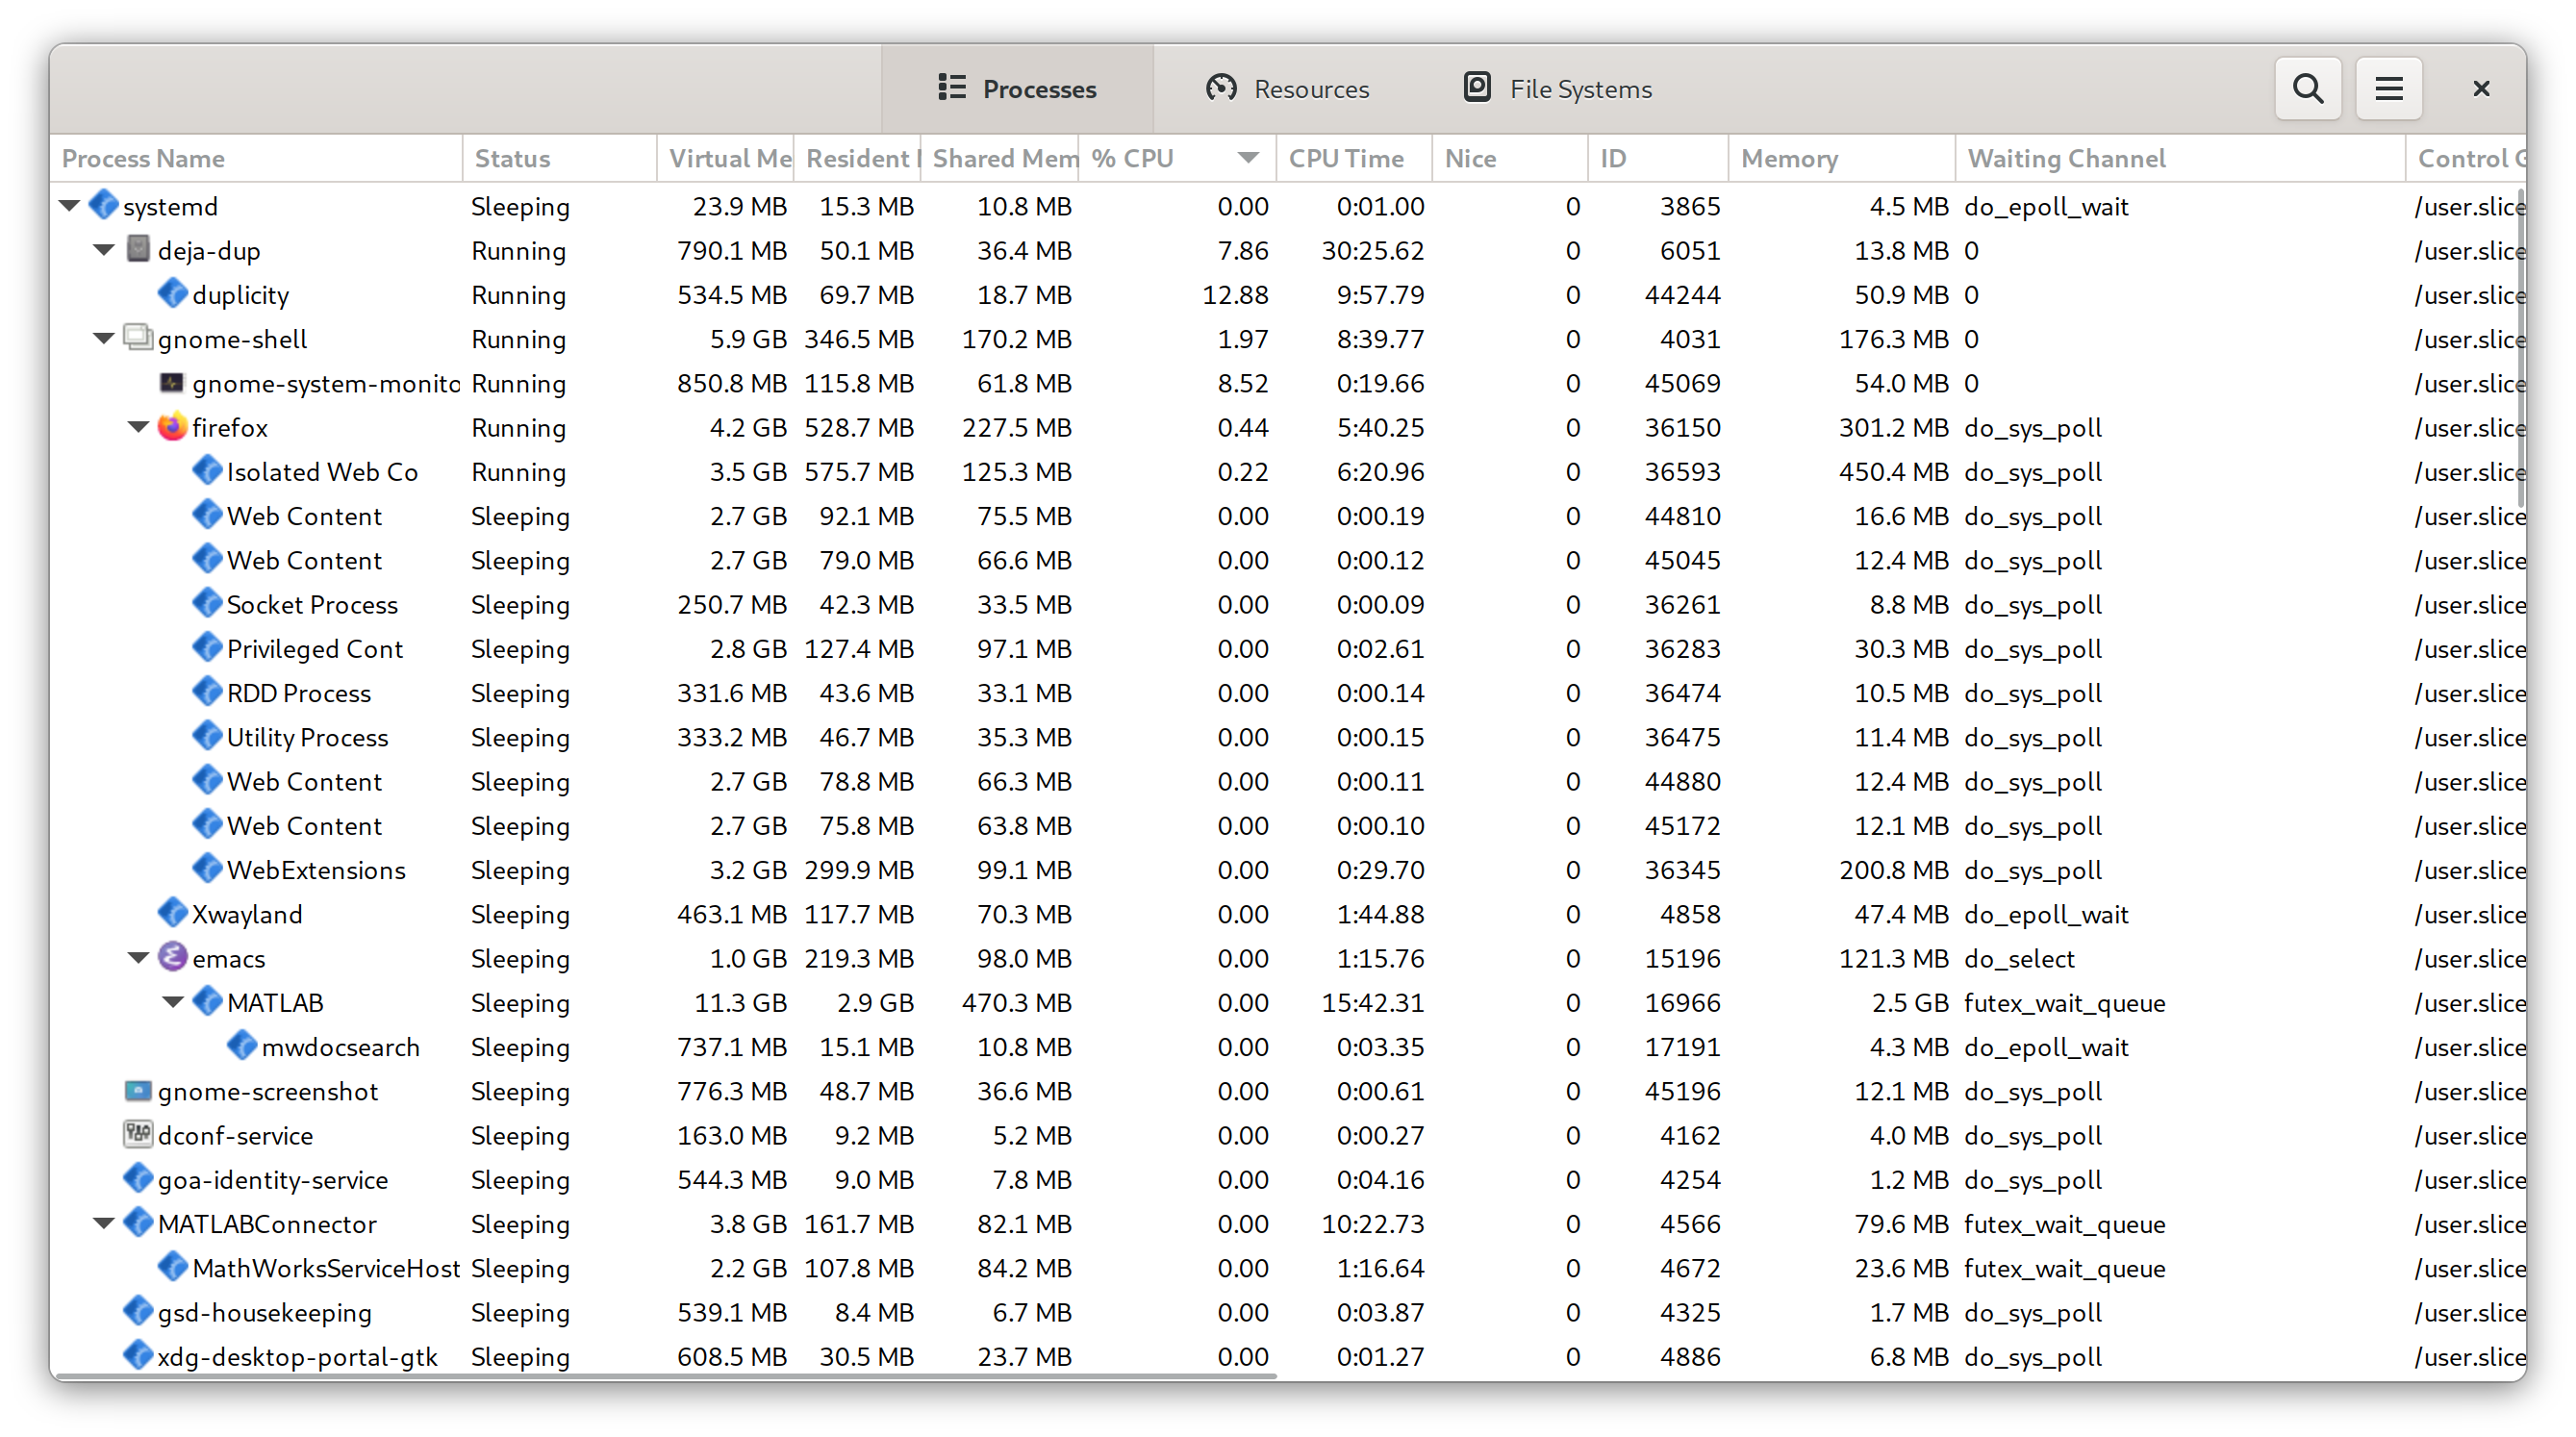 Processes Resources File Systems
Process Name Status Virtual Me Resident Shared Mem % CPU CPU Time Nice ID Memory Waiting Channel Control
systemd Sleeping 23.9 MB 15.3 MB 10.8 MB 0.00 0:01.00 0 3865 4.5 MB do_epoll_wait /user.slice
deja-dup Running 790.1 MB 50.1 MB 36.4 MB 7.86 30:25.62 0 6051 13.8 MB 0 /user.slice
duplicity Running 534.5 MB 69.7 MB 18.7 MB 12.88 9:57.79 0 44244 50.9 MB 0 /user.slice
gnome-shell Running 5.9 GB 346.5 MB 170.2 MB 1.97 8:39.77 0 4031 176.3 MB 0 /user.slice
gnome-system-monito Running 850.8 MB 115.8 MB 61.8 MB 8.52 0:19.66 0 45069 54.0 MB 0 /user.slice
firefox Running 4.2 GB 528.7 MB 227.5 MB 0.44 5:40.25 0 36150 301.2 MB do_sys_poll /user.slice
Isolated Web Co Running 3.5 GB 575.7 MB 125.3 MB 0.22 6:20.96 0 36593 450.4 MB do_sys_poll /user.slice
Web Content Sleeping 2.7 GB 92.1 MB 75.5 MB 0.00 0:00.19 0 44810 16.6 MB do_sys_poll /user.slice
Web Content Sleeping 2.7 GB 79.0 MB 66.6 MB 0.00 0:00.12 0 45045 12.4 MB do_sys_poll /user.slice
Socket Process Sleeping 250.7 MB 42.3 MB 33.5 MB 0.00 0:00.09 0 36261 8.8 MB do_sys_poll /user.slice
Privileged Cont Sleeping 2.8 GB 127.4 MB 97.1 MB 0.00 0:02.61 0 36283 30.3 MB do_sys_poll /user.slice
RDD Process Sleeping 331.6 MB 43.6 MB 33.1 MB 0.00 0:00.14 0 36474 10.5 MB do_sys_poll /user.slice
Utility Process Sleeping 333.2 MB 46.7 MB 35.3 MB 0.00 0:00.15 0 36475 11.4 MB do_sys_poll /user.slice
Web Content Sleeping 2.7 GB 78.8 MB 66.3 MB 0.00 0:00.11 0 44880 12.4 MB do_sys_poll /user.slice
Web Content Sleeping 2.7 GB 75.8 MB 63.8 MB 0.00 0:00.10 0 45172 12.1 MB do_sys_poll /user.slice
WebExtensions Sleeping 3.2 GB 299.9 MB 99.1 MB 0.00 0:29.70 0 36345 200.8 MB do_sys_poll /user.slice
Xwayland Sleeping 463.1 MB 117.7 MB 70.3 MB 0.00 1:44.88 0 4858 47.4 MB do_epoll_wait /user.slice
emacs Sleeping 1.0 GB 219.3 MB 98.0 MB 0.00 1:15.76 0 15196 121.3 MB do_select /user.slice
MATLAB Sleeping 11.3 GB 2.9 GB 470.3 MB 0.00 15:42.31 0 16966 2.5 GB futex_wait_queue /user.slice
mwdocsearch Sleeping 737.1 MB 15.1 MB 10.8 MB 0.00 0:03.35 0 17191 4.3 MB do_epoll_wait /user.slice
gnome-screenshot Sleeping 776.3 MB 48.7 MB 36.6 MB 0.00 0:00.61 0 45196 12.1 MB do_sys_poll /user.slice
dconf-service Sleeping 163.0 MB 9.2 MB 5.2 MB 0.00 0:00.27 0 4162 4.0 MB do_sys_poll /user.slice
goa-identity-service Sleeping 544.3 MB 9.0 MB 7.8 MB 0.00 0:04.16 0 4254 1.2 MB do_sys_poll /user.slice
MATLABConnector Sleeping 3.8 GB 161.7 MB 82.1 MB 0.00 10:22.73 0 4566 79.6 MB futex_wait_queue /user.slice
MathWorksServiceHost Sleeping 2.2 GB 107.8 MB 84.2 MB 0.00 1:16.64 0 4672 23.6 MB futex_wait_queue /user.slice
gsd-housekeeping Sleeping 539.1 MB 8.4 MB 6.7 MB 0.00 0:03.87 0 4325 1.7 MB do_sys_poll /user.slice
xdg-desktop-portal-gtk Sleeping 608.5 MB 30.5 MB 23.7 MB 0.00 0:01.27 0 4886 6.8 MB do_sys_poll /user.slice